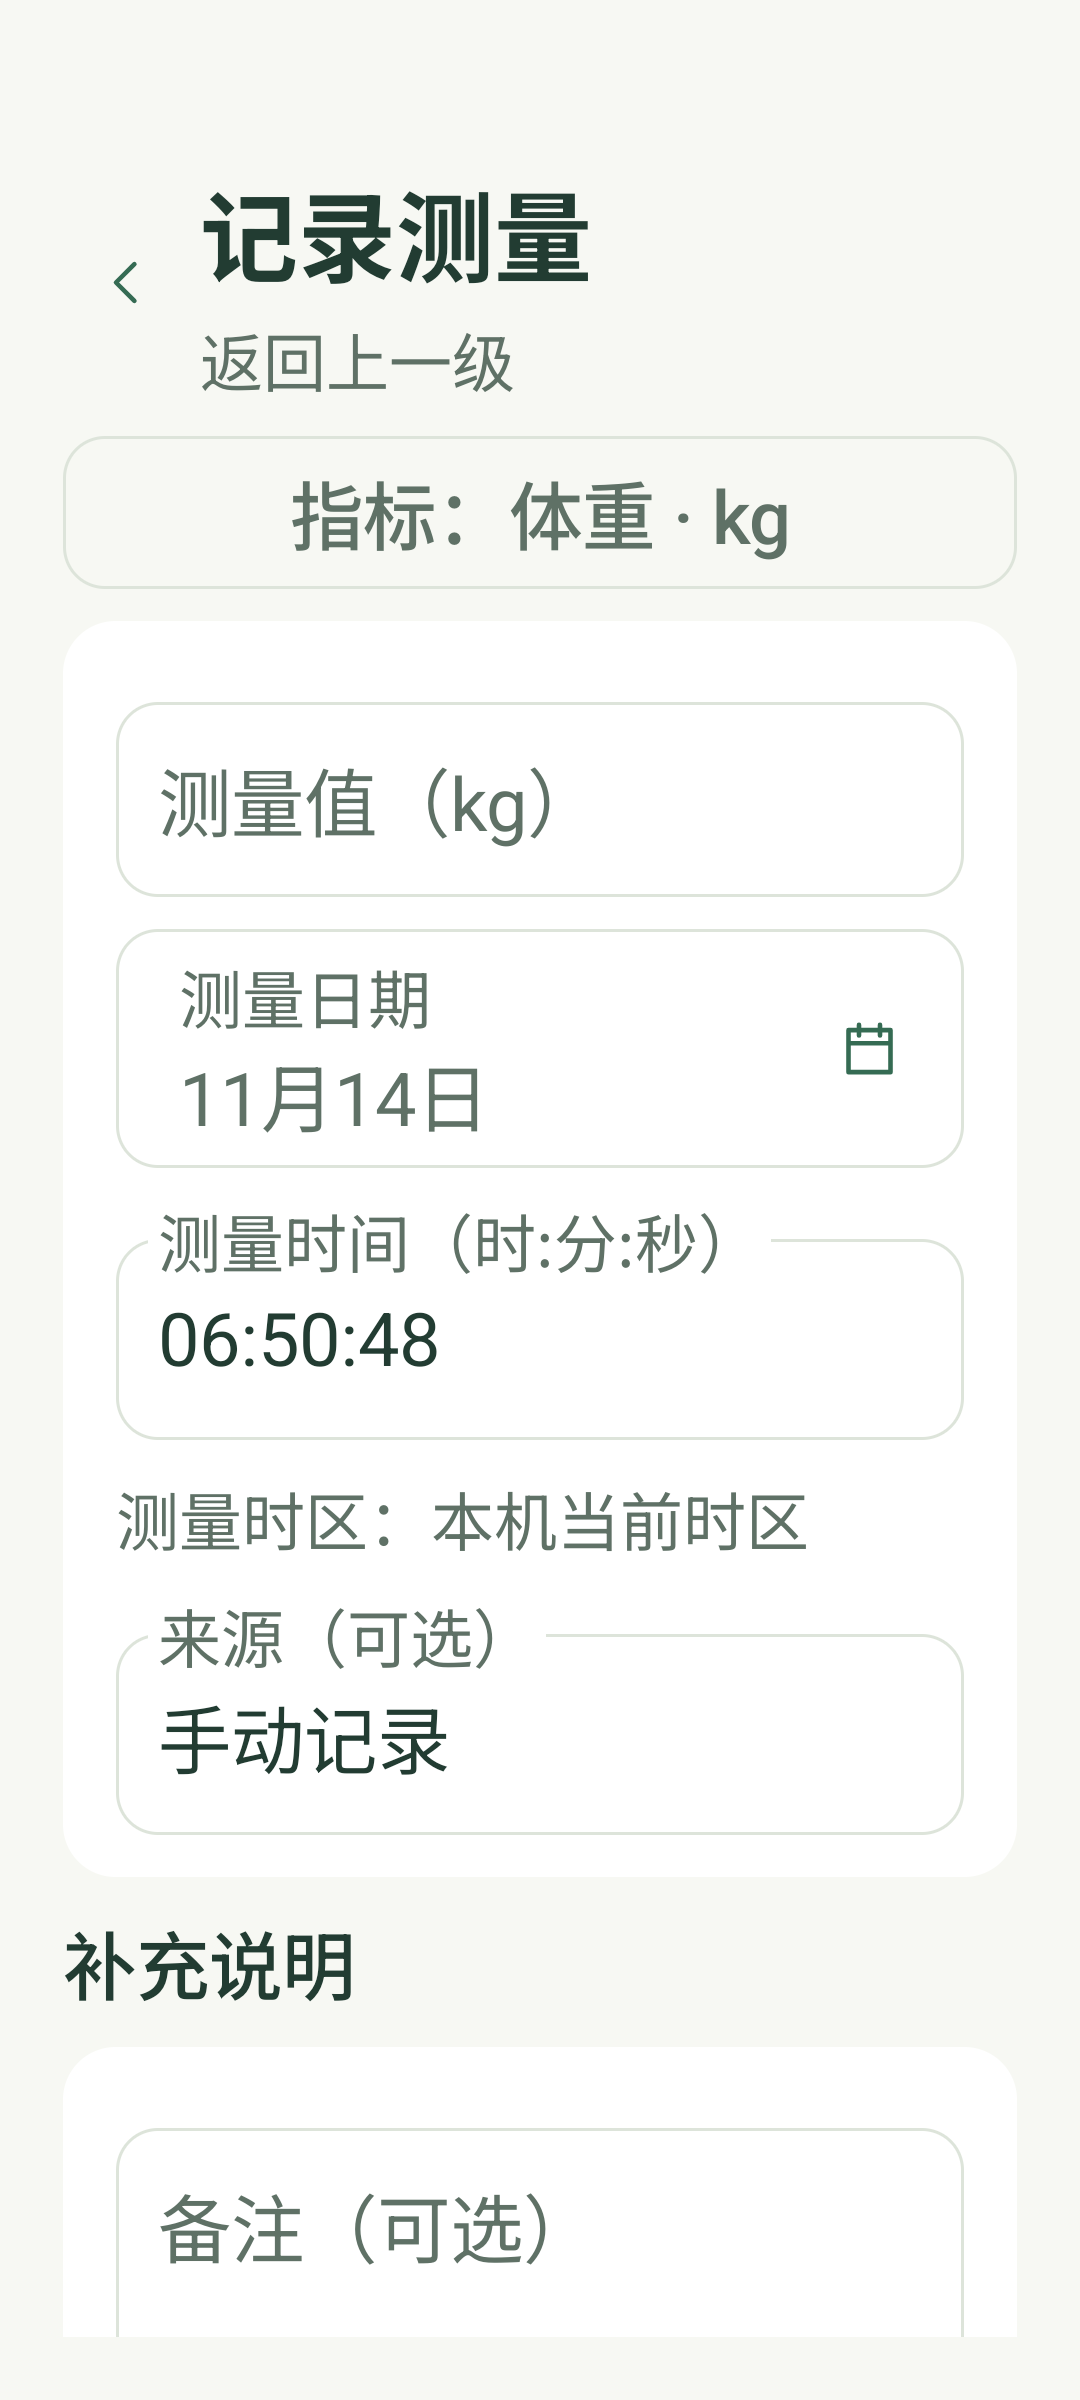 记录测量
返回上一级
指标：体重 · kg
测量值（kg）
测量日期
11月14日
测量时间（时:分:秒）
06:50:48
测量时区：本机当前时区
来源（可选）
手动记录
补充说明
备注（可选）